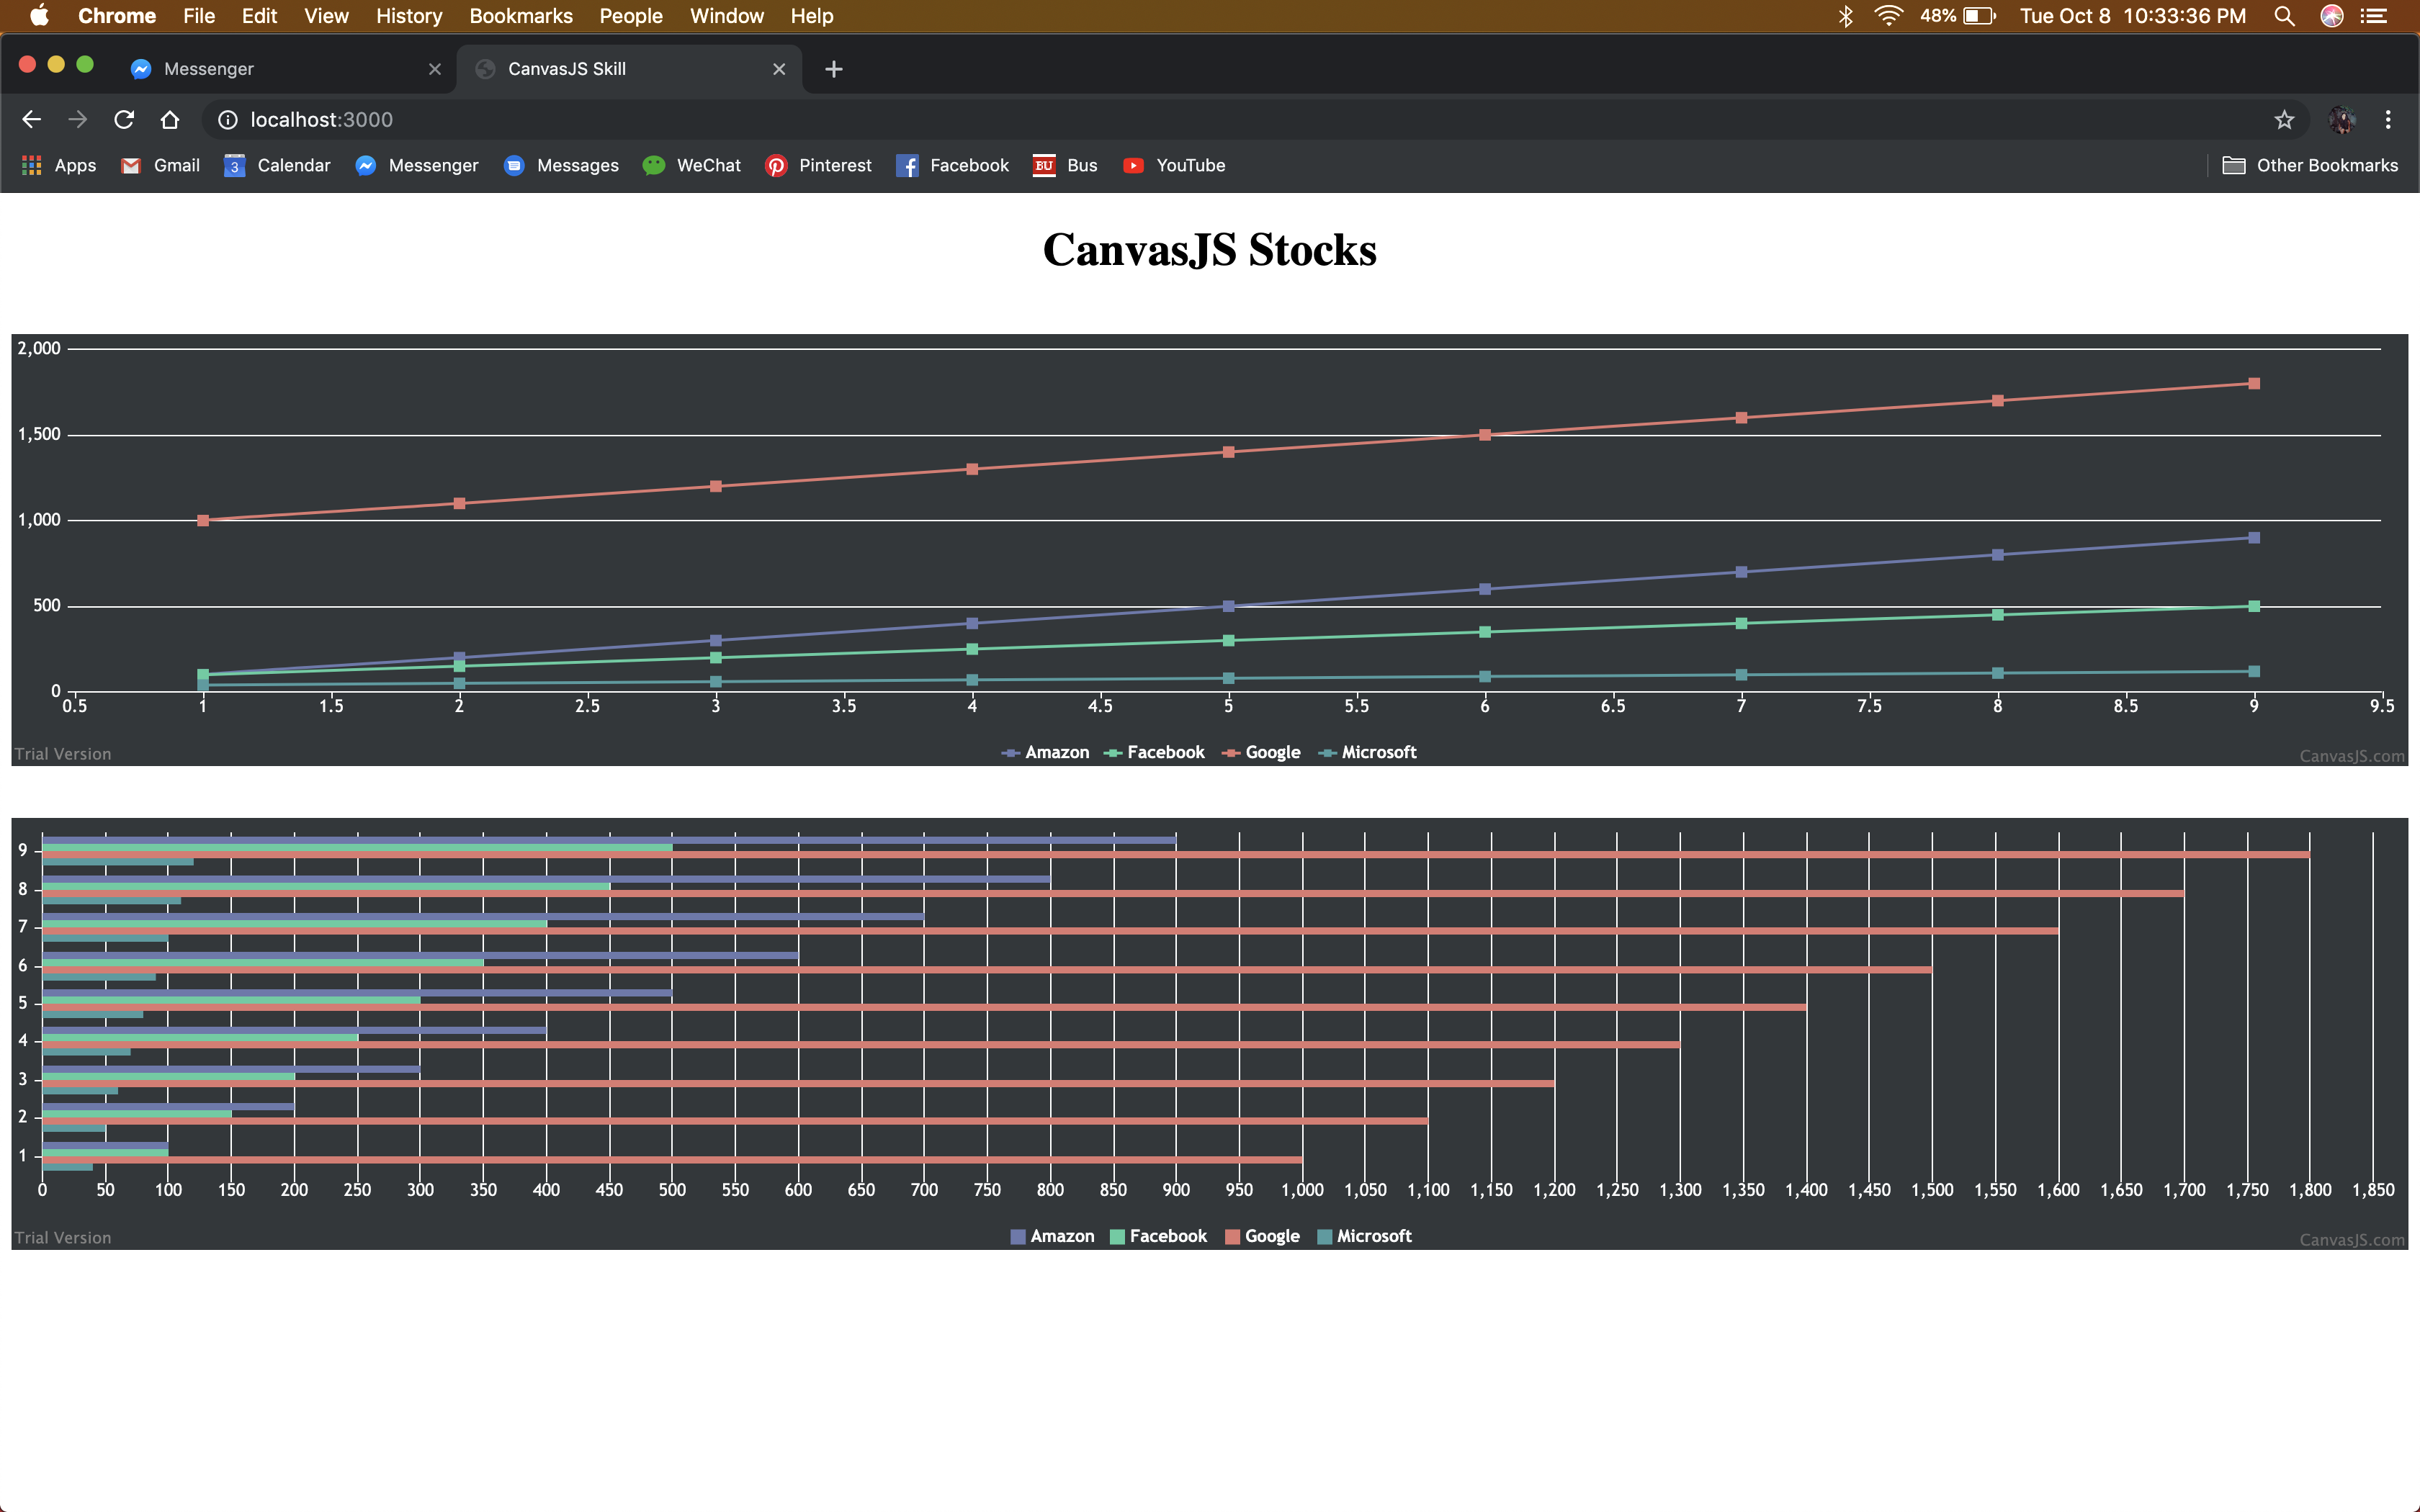 Chrome File Edit View History Bookmarks People Window Help 48% Tue Oct 8 10:33:36 PM
Messenger CanvasJS Skill
localhost:3000
Apps Gmail 3 Calendar Messenger Messages WeChat Pinterest Facebook BU Bus YouTube Other Bookmarks
CanvasJS Stocks
2,000
1,500
1,000
500
0
0.5 1 1.5 2 2.5 3 3.5 4 4.5 5 5.5 6 6.5 7 7.5 8 8.5 9 9.5
Trial Version Amazon Facebook Google Microsoft CanvasJS.com
9
8
7
6
5
4
3
2
1
0 50 100 150 200 250 300 350 400 450 500 550 600 650 700 750 800 850 900 950 1,000 1,050 1,100 1,150 1,200 1,250 1,300 1,350 1,400 1,450 1,500 1,550 1,600 1,650 1,700 1,750 1,800 1,850
Trial Version Amazon Facebook Google Microsoft CanvasJS.com